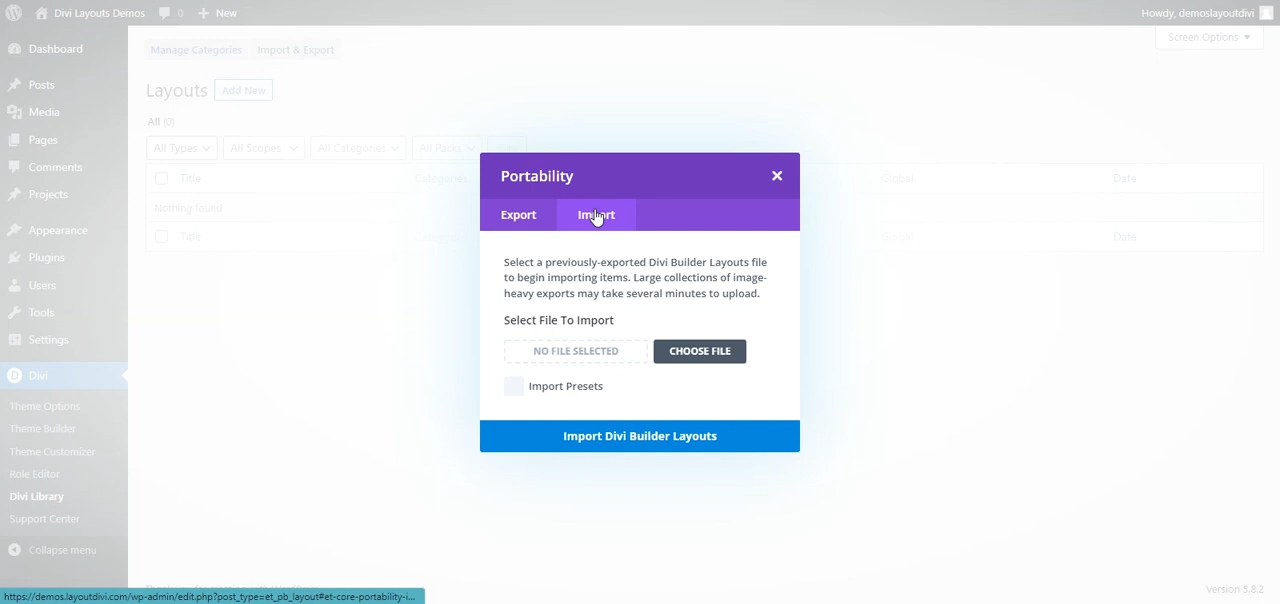 Divi Layouts Demos 0 New Howdy, demoslayoutdivi
Screen Options
Dashboard
Posts
Media
Pages
Comments
Projects
Appearance
Plugins
Users
Tools
Settings
Divi
Theme Options
Theme Builder
Theme Customizer
Role Editor
Divi Library
Support Center
Collapse menu
Manage Categories Import & Export
Layouts Add New
All (0)
All Types All Scopes All Categories All Packs
Title Categories Global Date
Nothing found
Title Global Date
Portability
Export Import
Select a previously-exported Divi Builder Layouts file
to begin importing items. Large collections of image-
heavy exports may take several minutes to upload.
Select File To Import
NO FILE SELECTED CHOOSE FILE
Import Presets
Import Divi Builder Layouts
Version 5.8.2
https://demos.layoutdivi.com/wp-admin/edit.php?post_type=et_pb_layout#et-core-portability-i...